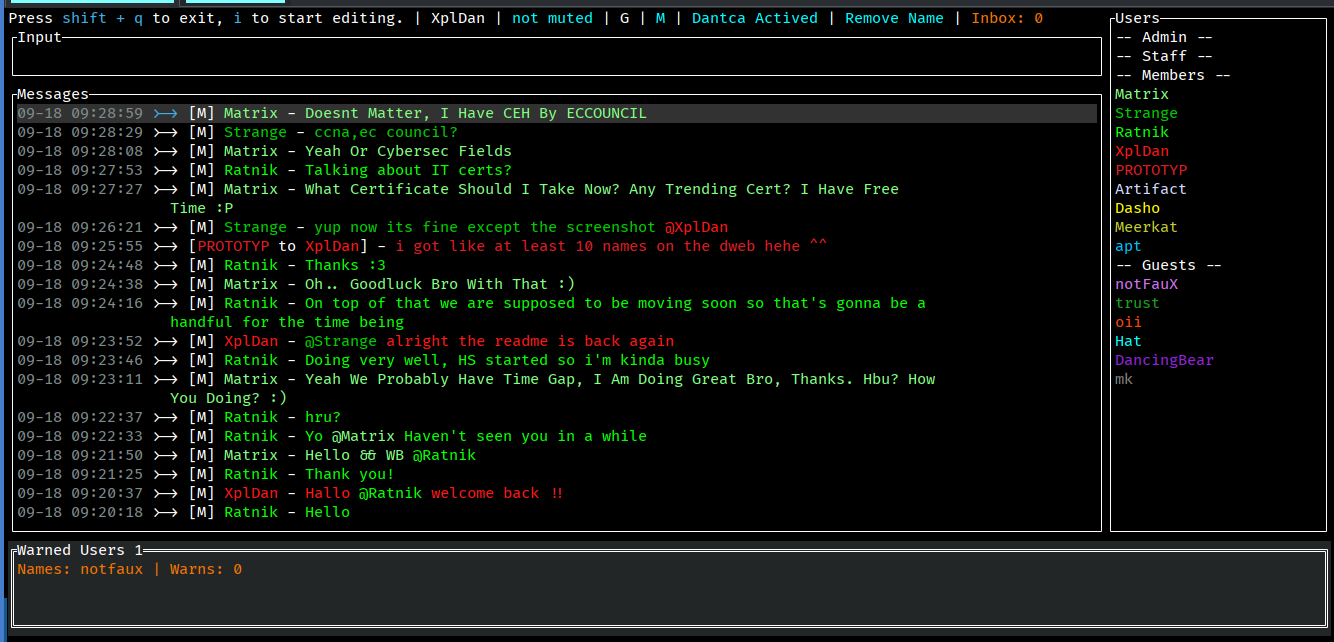 Press shift + q to exit, i to start editing. | XplDan | not muted | G | M | Dantca Actived | Remove Name | Inbox: 0
Input
Messages
09-18 09:28:59 >—> [M] Matrix - Doesnt Matter, I Have CEH By ECCOUNCIL
09-18 09:28:29 >—> [M] Strange - ccna,ec council?
09-18 09:28:08 >—> [M] Matrix - Yeah Or Cybersec Fields
09-18 09:27:53 >—> [M] Ratnik - Talking about IT certs?
09-18 09:27:27 >—> [M] Matrix - What Certificate Should I Take Now? Any Trending Cert? I Have Free
Time :P
09-18 09:26:21 >—> [M] Strange - yup now its fine except the screenshot @XplDan
09-18 09:25:55 >—> [PROTOTYP to XplDan] - i got like at least 10 names on the dweb hehe ^^
09-18 09:24:48 >—> [M] Ratnik - Thanks :3
09-18 09:24:38 >—> [M] Matrix - Oh.. Goodluck Bro With That :)
09-18 09:24:16 >—> [M] Ratnik - On top of that we are supposed to be moving soon so that's gonna be a
handful for the time being
09-18 09:23:52 >—> [M] XplDan - @Strange alright the readme is back again
09-18 09:23:46 >—> [M] Ratnik - Doing very well, HS started so i'm kinda busy
09-18 09:23:11 >—> [M] Matrix - Yeah We Probably Have Time Gap, I Am Doing Great Bro, Thanks. Hbu? How
You Doing? :)
09-18 09:22:37 >—> [M] Ratnik - hru?
09-18 09:22:33 >—> [M] Ratnik - Yo @Matrix Haven't seen you in a while
09-18 09:21:50 >—> [M] Matrix - Hello && WB @Ratnik
09-18 09:21:25 >—> [M] Ratnik - Thank you!
09-18 09:20:37 >—> [M] XplDan - Hallo @Ratnik welcome back !!
09-18 09:20:18 >—> [M] Ratnik - Hello
Users
-- Admin --
-- Staff --
-- Members --
Matrix
Strange
Ratnik
XplDan
PROTOTYP
Artifact
Dasho
Meerkat
apt
-- Guests --
notFauX
trust
oii
Hat
DancingBear
mk
Warned Users 1
Names: notfaux | Warns: 0